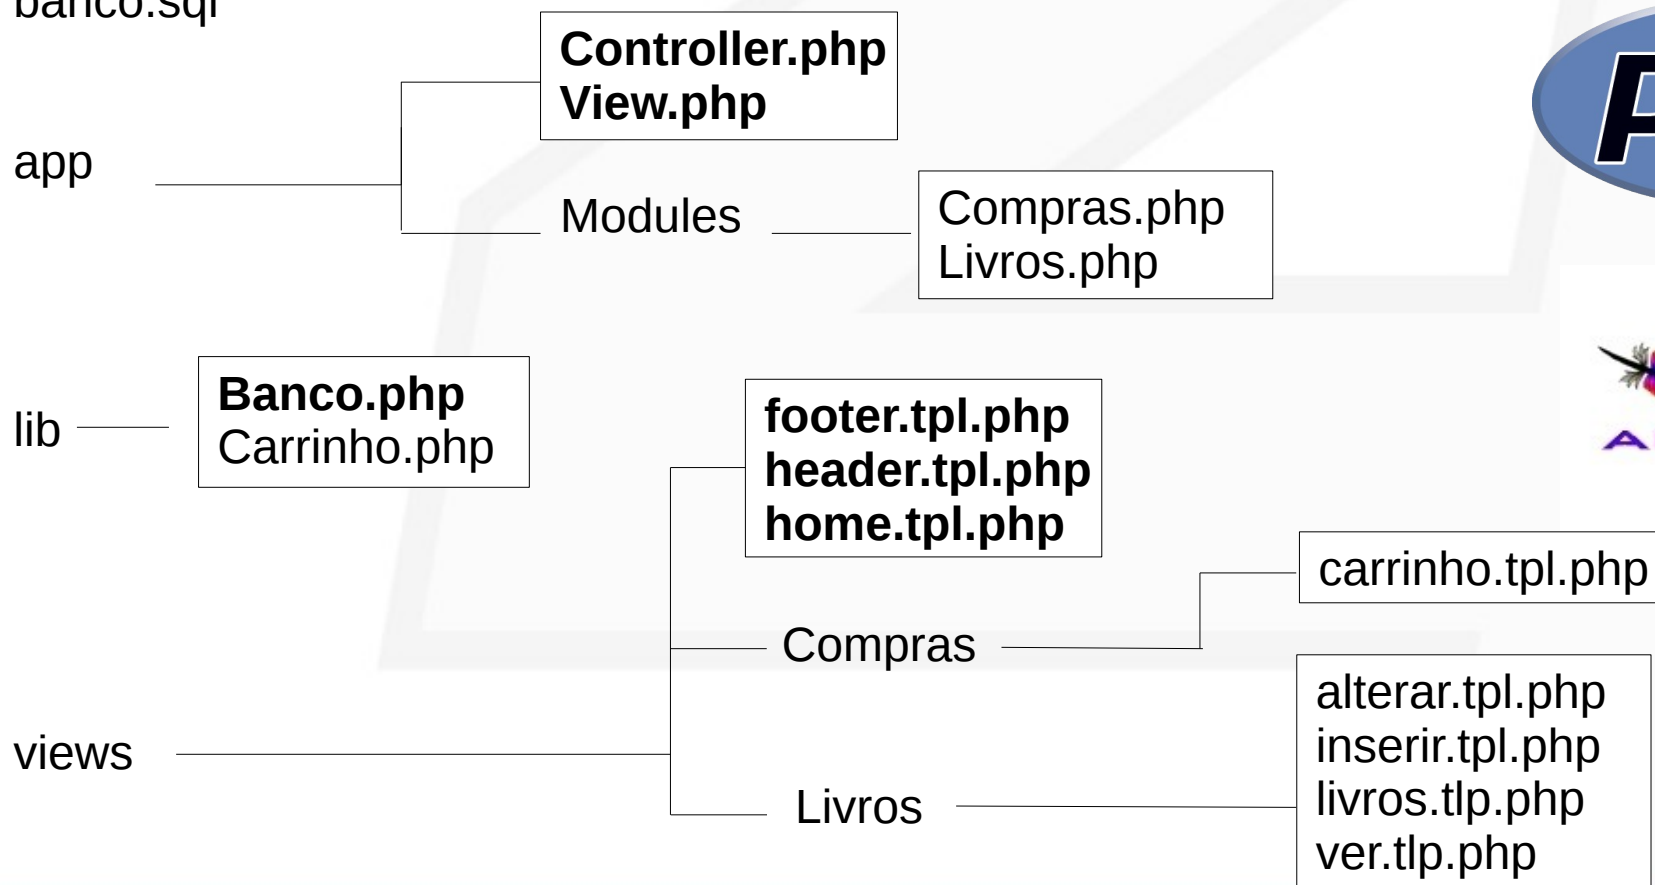 banco.sql
Controller.php
View.php
app
Modules
Compras.php
Livros.php
lib
Banco.php
Carrinho.php
footer.tpl.php
header.tpl.php
home.tpl.php
carrinho.tpl.php
Compras
alterar.tpl.php
inserir.tpl.php
livros.tlp.php
ver.tlp.php
views
Livros